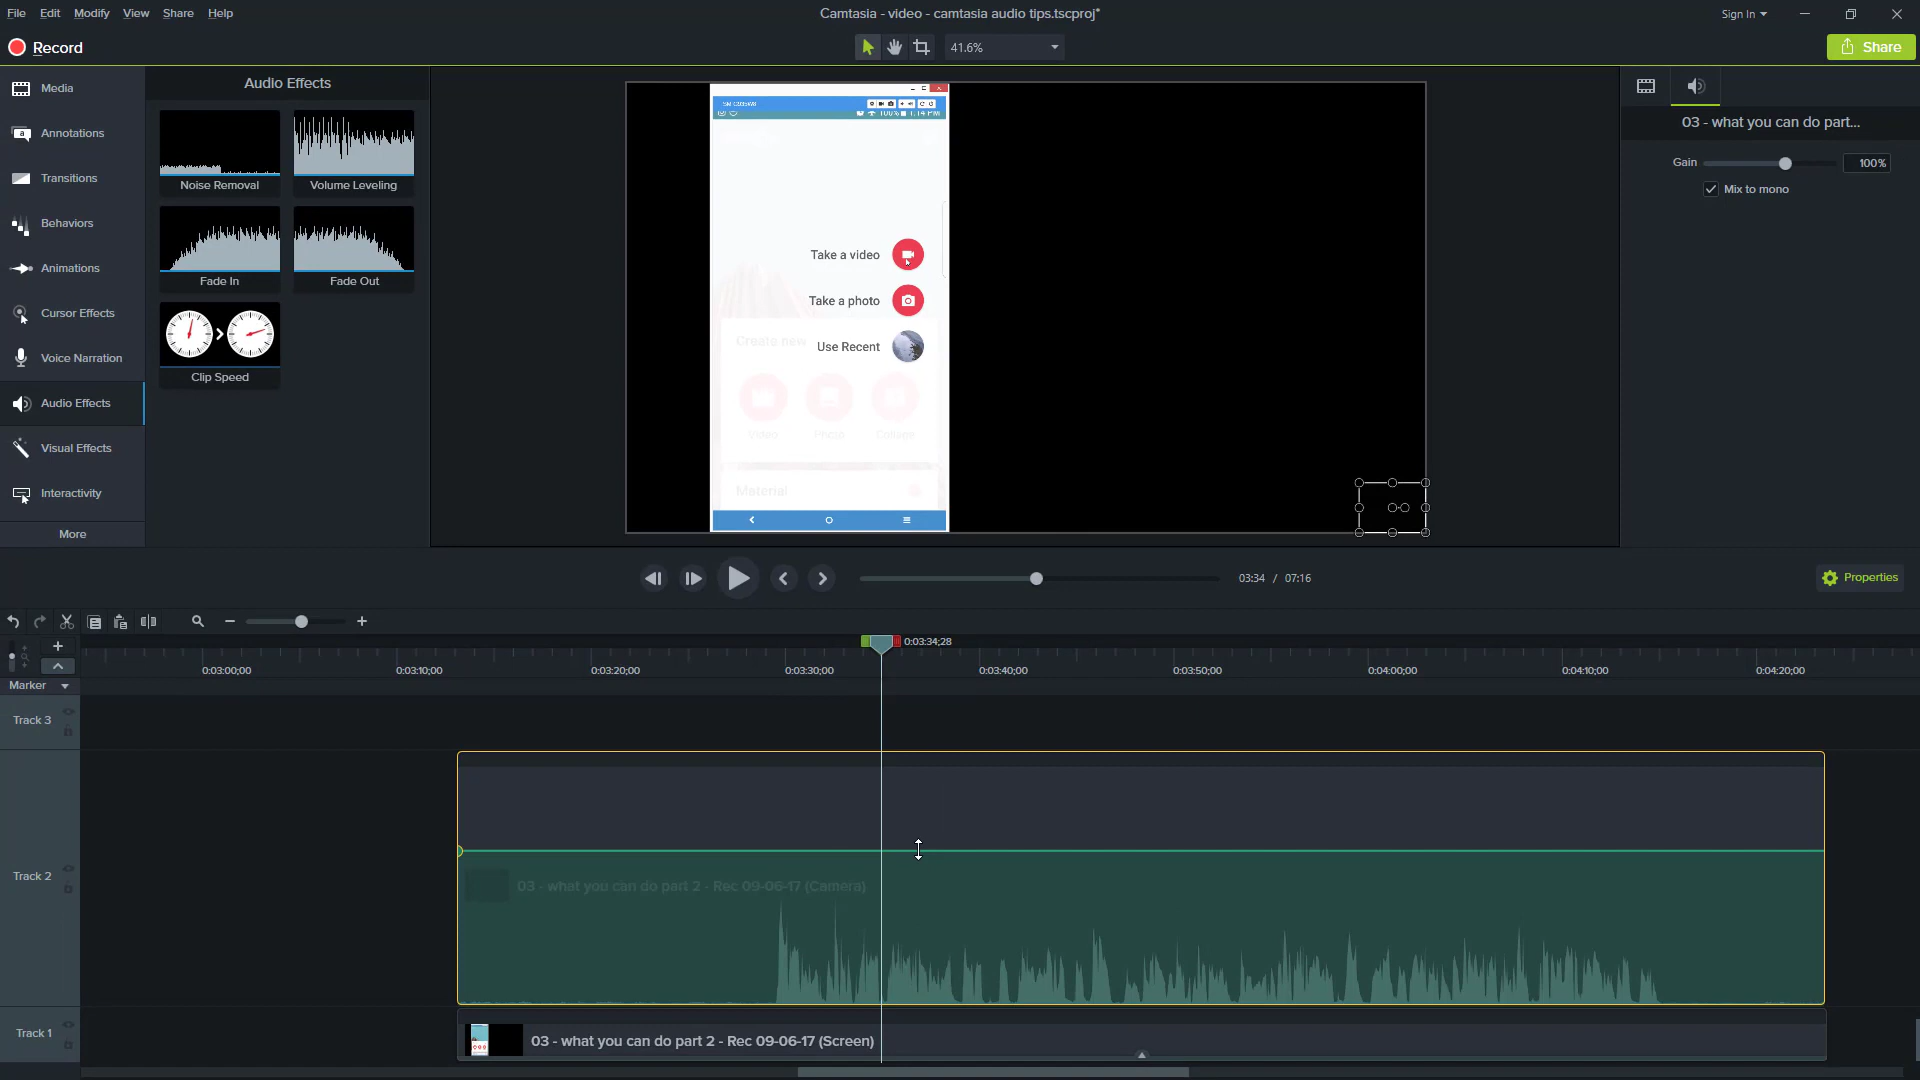 File Edit Modify View Share Help
Camtasia - video - camtasia audio tips.tscproj*
Sign In
Record
41.6%
Share
Media
Annotations
Transitions
Behaviors
Animations
Cursor Effects
Voice Narration
Audio Effects
Visual Effects
Interactivity
More
Audio Effects
Noise Removal
Volume Leveling
Fade In
Fade Out
Clip Speed
100% 1:14 PM
Take a video
Take a photo
Use Recent
Create new
Video Photo Collage
Material
03 - what you can do part...
Gain 100%
Mix to mono
03:34 / 07:16
Properties
0:03:34;28
0:03:00;00 0:03:10;00 0:03:20;00 0:03:30;00 0:03:40;00 0:03:50;00 0:04:00;00 0:04:10;00 0:04:20;00
Marker
Track 3
Track 2
03 - what you can do part 2 - Rec 09-06-17 (Camera)
Track 1
03 - what you can do part 2 - Rec 09-06-17 (Screen)